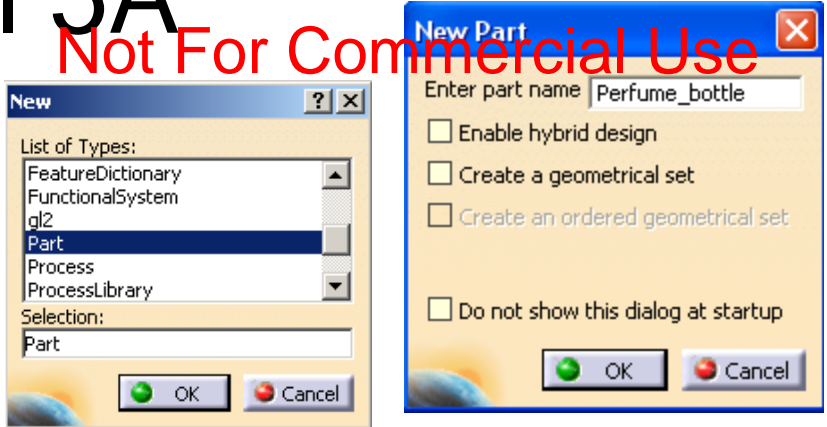 Not For Commercial Use
New
List of Types:
FeatureDictionary
FunctionalSystem
gl2
Part
Process
ProcessLibrary
Selection:
Part
OK
Cancel
New Part
Enter part name Perfume_bottle
Enable hybrid design
Create a geometrical set
Create an ordered geometrical set
Do not show this dialog at startup
OK
Cancel